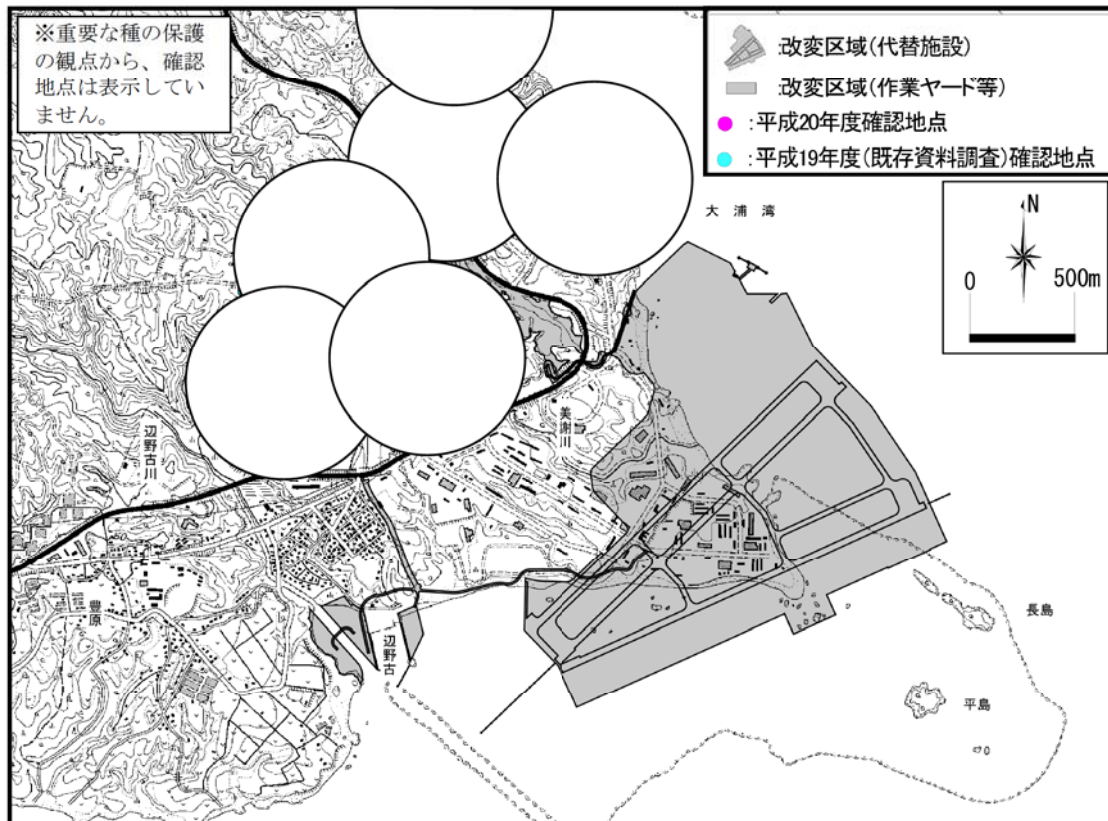 ※重要な種の保護
の観点から、確認
地点は表示してい
ません。
:改変区域(代替施設)
:改変区域(作業ヤード等)
:平成20年度確認地点
:平成19年度(既存資料調査)確認地点
N
0 500m
大浦湾
美謝川
辺野古川
豊原
辺野古
長島
平島